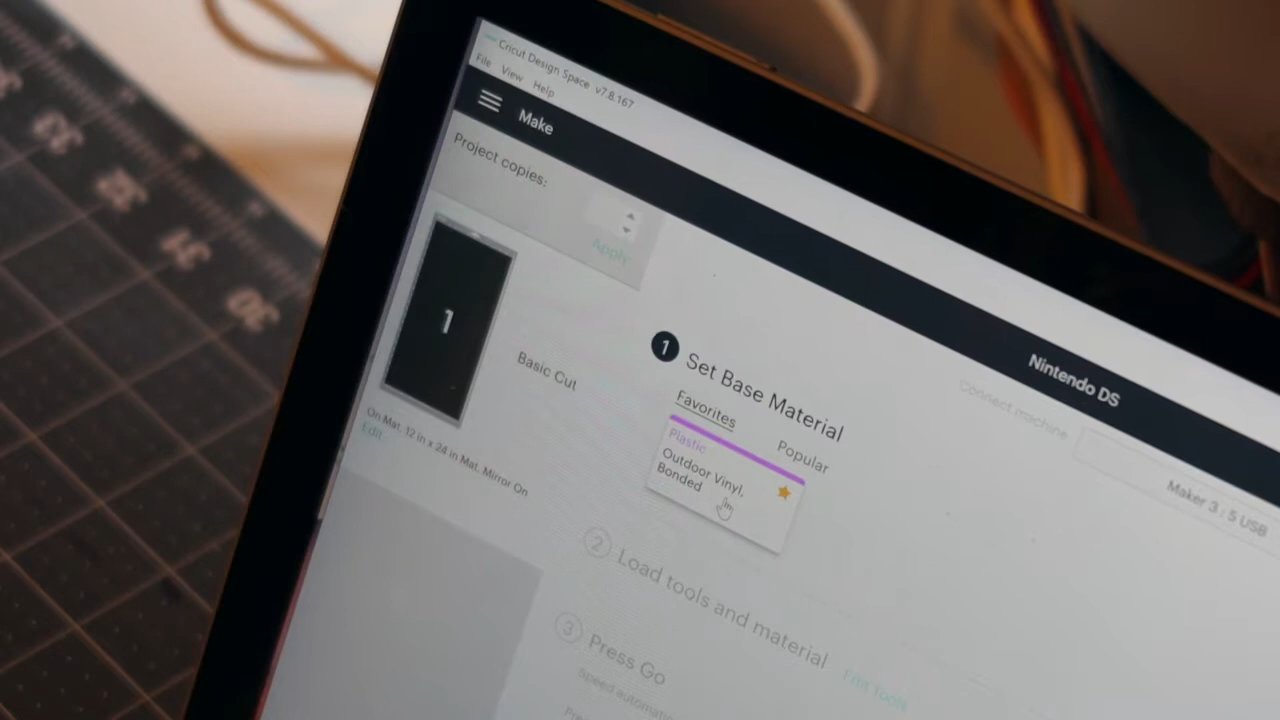 Cricut Design Space v7.8.167
File View Help
Make
Nintendo DS
Project copies:
Apply
1
Basic Cut
On Mat, 12 in x 24 in Mat, Mirror On
Edit
Connect machine
Maker 3 : 5 USB
1 Set Base Material
Favorites Popular
Plastic
Outdoor Vinyl,
Bonded
2 Load tools and material
Edit Tools
3 Press Go
31
30